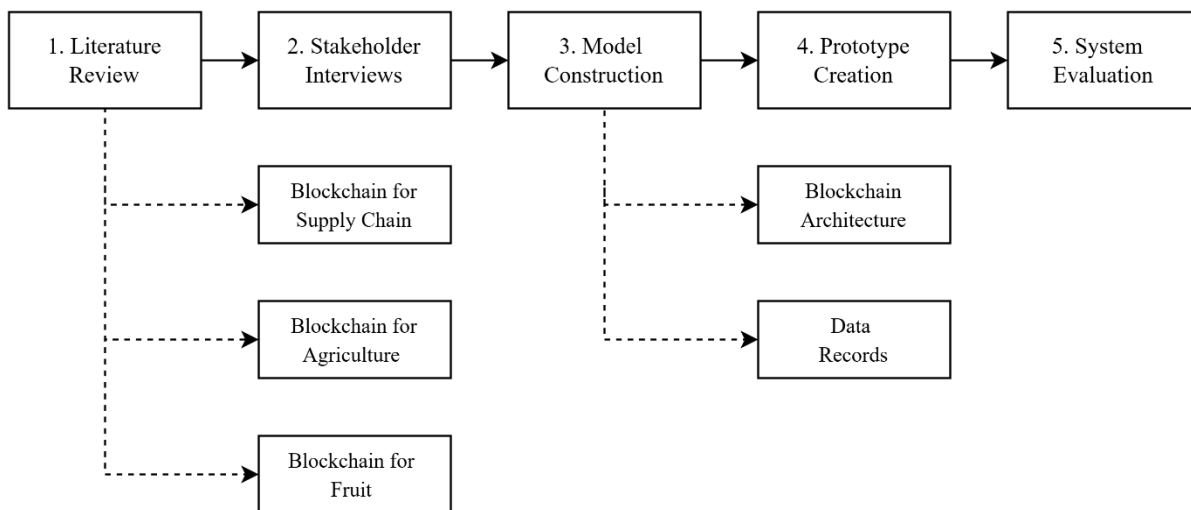 1. Literature
Review
2. Stakeholder
Interviews
3. Model
Construction
4. Prototype
Creation
5. System
Evaluation
Blockchain for
Supply Chain
Blockchain
Architecture
Blockchain for
Agriculture
Data
Records
Blockchain for
Fruit